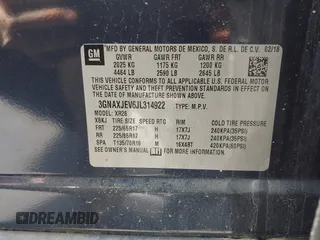 GM
MFD BY GENERAL MOTORS DE MEXICO, S. DE R.L. DE C.V. 02/18
GVWR GAWR FRT GAWR RR
2025 KG 1175 KG 1200 KG
4464 LB 2590 LB 2645 LB
THIS VEHICLE CONFORMS TO ALL APPLICABLE U.S. FEDERAL MOTOR
VEHICLE SAFETY AND THEFT PREVENTION STANDARDS IN EFFECT ON
THE DATE OF MANUFACTURE SHOWN ABOVE.
3GNAXJEV6JL314922 TYPE: M.P.V.
MODEL: XR26
TIRE SIZE SPEED RTG RIM COLD TIRE PRESSURE
FRT 225/65R17 H 17X7J 240KPA(35PSI)
RR 225/65R17 H 17X7J 240KPA(35PSI)
SPA T135/70R16 M 16X4BT 420KPA(60PSI)
SEE OWNER'S MANUAL FOR ADDITIONAL INFORMATION
DREAMBID